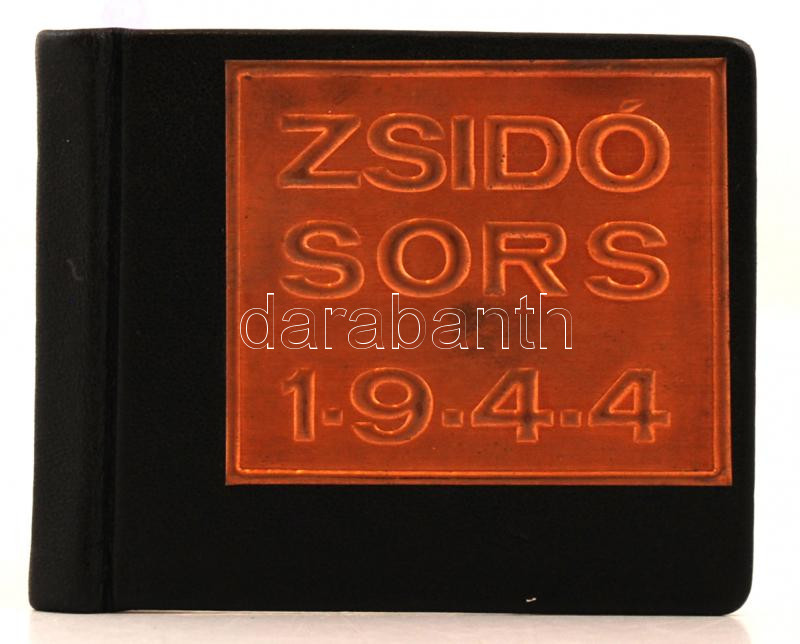 ZSIDÓ
SORS
darabanth
1·9·4·4